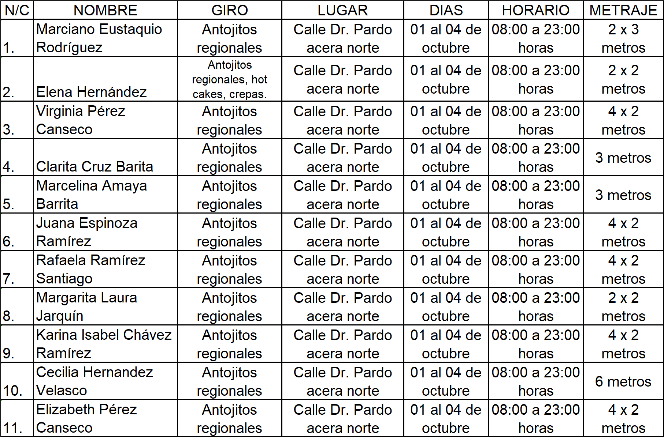 N/C NOMBRE GIRO LUGAR DIAS HORARIO METRAJE
Marciano Eustaquio Antojitos Calle Dr. Pardo 01 al 04 de 08:00 a 23:00 2 x 3
1. Rodríguez regionales acera norte octubre horas metros
Antojitos Calle Dr. Pardo 01 al 04 de 08:00 a 23:00 2 x 2
regionales, hot
2. Elena Hernández cakes, crepas. acera norte octubre horas metros
Virginia Pérez Antojitos Calle Dr. Pardo 01 al 04 de 08:00 a 23:00 4 x 2
3. Canseco regionales acera norte octubre horas metros
Antojitos Calle Dr. Pardo 01 al 04 de 08:00 a 23:00 3 metros
4. Clarita Cruz Barita regionales acera norte octubre horas
Marcelina Amaya Antojitos Calle Dr. Pardo 01 al 04 de 08:00 a 23:00 3 metros
5. Barrita regionales acera norte octubre horas
Juana Espinoza Antojitos Calle Dr. Pardo 01 al 04 de 08:00 a 23:00 4 x 2
6. Ramírez regionales acera norte octubre horas metros
Rafaela Ramírez Antojitos Calle Dr. Pardo 01 al 04 de 08:00 a 23:00 4 x 2
7. Santiago regionales acera norte octubre horas metros
Margarita Laura Antojitos Calle Dr. Pardo 01 al 04 de 08:00 a 23:00 2 x 2
8. Jarquín regionales acera norte octubre horas metros
Karina Isabel Chávez Antojitos Calle Dr. Pardo 01 al 04 de 08:00 a 23:00 4 x 2
9. Ramírez regionales acera norte octubre horas metros
Cecilia Hernandez Antojitos Calle Dr. Pardo 01 al 04 de 08:00 a 23:00 6 metros
10. Velasco regionales acera norte octubre horas
Elizabeth Pérez Antojitos Calle Dr. Pardo 01 al 04 de 08:00 a 23:00 4 x 2
11. Canseco regionales acera norte octubre horas metros